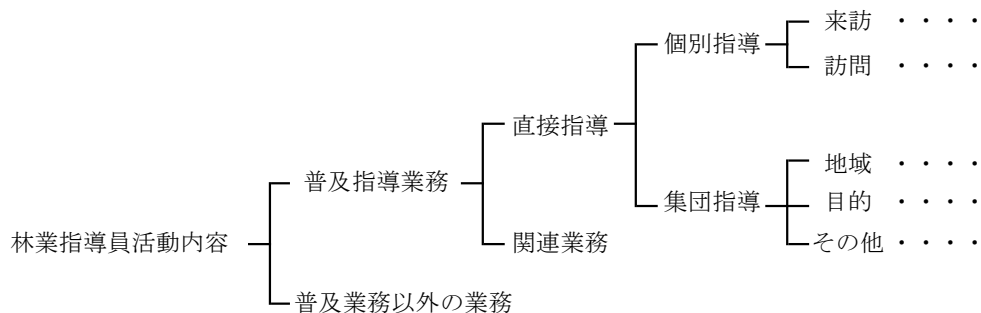 来訪 ・・・・
個別指導
訪問 ・・・・
直接指導
地域 ・・・・
普及指導業務
集団指導
目的 ・・・・
林業指導員活動内容
関連業務
その他 ・・・・
普及業務以外の業務